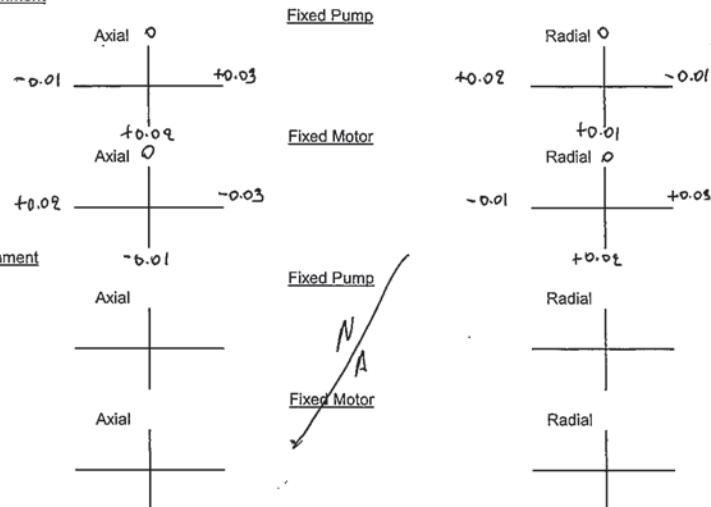 Fixed Pump
Axial 0 Radial 0
-0.01 +0.03 +0.02 -0.01
+0.02 +0.01
Fixed Motor
Axial 0 Radial 0
+0.02 -0.03 -0.01 +0.03
-0.01 +0.02
Fixed Pump
Axial Radial
N
A
Fixed Motor
Axial Radial